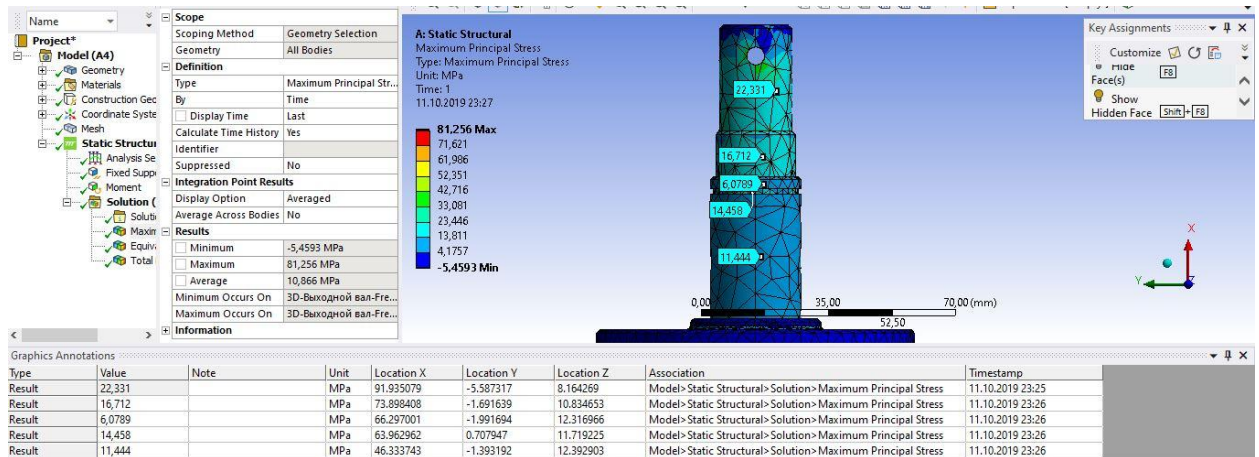 Name
Project*
Model (A4)
Geometry
Materials
Construction Geo
Coordinate Syste
Mesh
Static Structur
Analysis Se
Fixed Supp
Moment
Solution (
Soluti
Maxim
Equiva
Total
Scope
Scoping Method Geometry Selection
Geometry All Bodies
Definition
Type Maximum Principal Str...
By Time
Display Time Last
Calculate Time History Yes
Identifier
Suppressed No
Integration Point Results
Display Option Averaged
Average Across Bodies No
Results
Minimum -5,4593 MPa
Maximum 81,256 MPa
Average 10,866 MPa
Minimum Occurs On 3D-Выходной вал-Fre...
Maximum Occurs On 3D-Выходной вал-Fre...
Information
A: Static Structural
Maximum Principal Stress
Type: Maximum Principal Stress
Unit: MPa
Time: 1
11.10.2019 23:27
81,256 Max
71,621
61,986
52,351
42,716
33,081
23,446
13,811
4,1757
-5,4593 Min
22,331
16,712
6,0789
14,458
11,444
0,00 35,00 70,00 (mm)
52,50
X
Y
Z
Key Assignments
Customize
Hide
Face(s) F8
Show
Hidden Face Shift + F8
Graphics Annotations
Type Value Note Unit Location X Location Y Location Z Association Timestamp
Result 22,331 MPa 91.935079 -5.587317 8.164269 Model>Static Structural>Solution>Maximum Principal Stress 11.10.2019 23:25
Result 16,712 MPa 73.898408 -1.691639 10.834653 Model>Static Structural>Solution>Maximum Principal Stress 11.10.2019 23:26
Result 6,0789 MPa 66.297001 -1.991694 12.316966 Model>Static Structural>Solution>Maximum Principal Stress 11.10.2019 23:26
Result 14,458 MPa 63.962962 0.707947 11.719225 Model>Static Structural>Solution>Maximum Principal Stress 11.10.2019 23:26
Result 11,444 MPa 46.333743 -1.393192 12.392903 Model>Static Structural>Solution>Maximum Principal Stress 11.10.2019 23:26